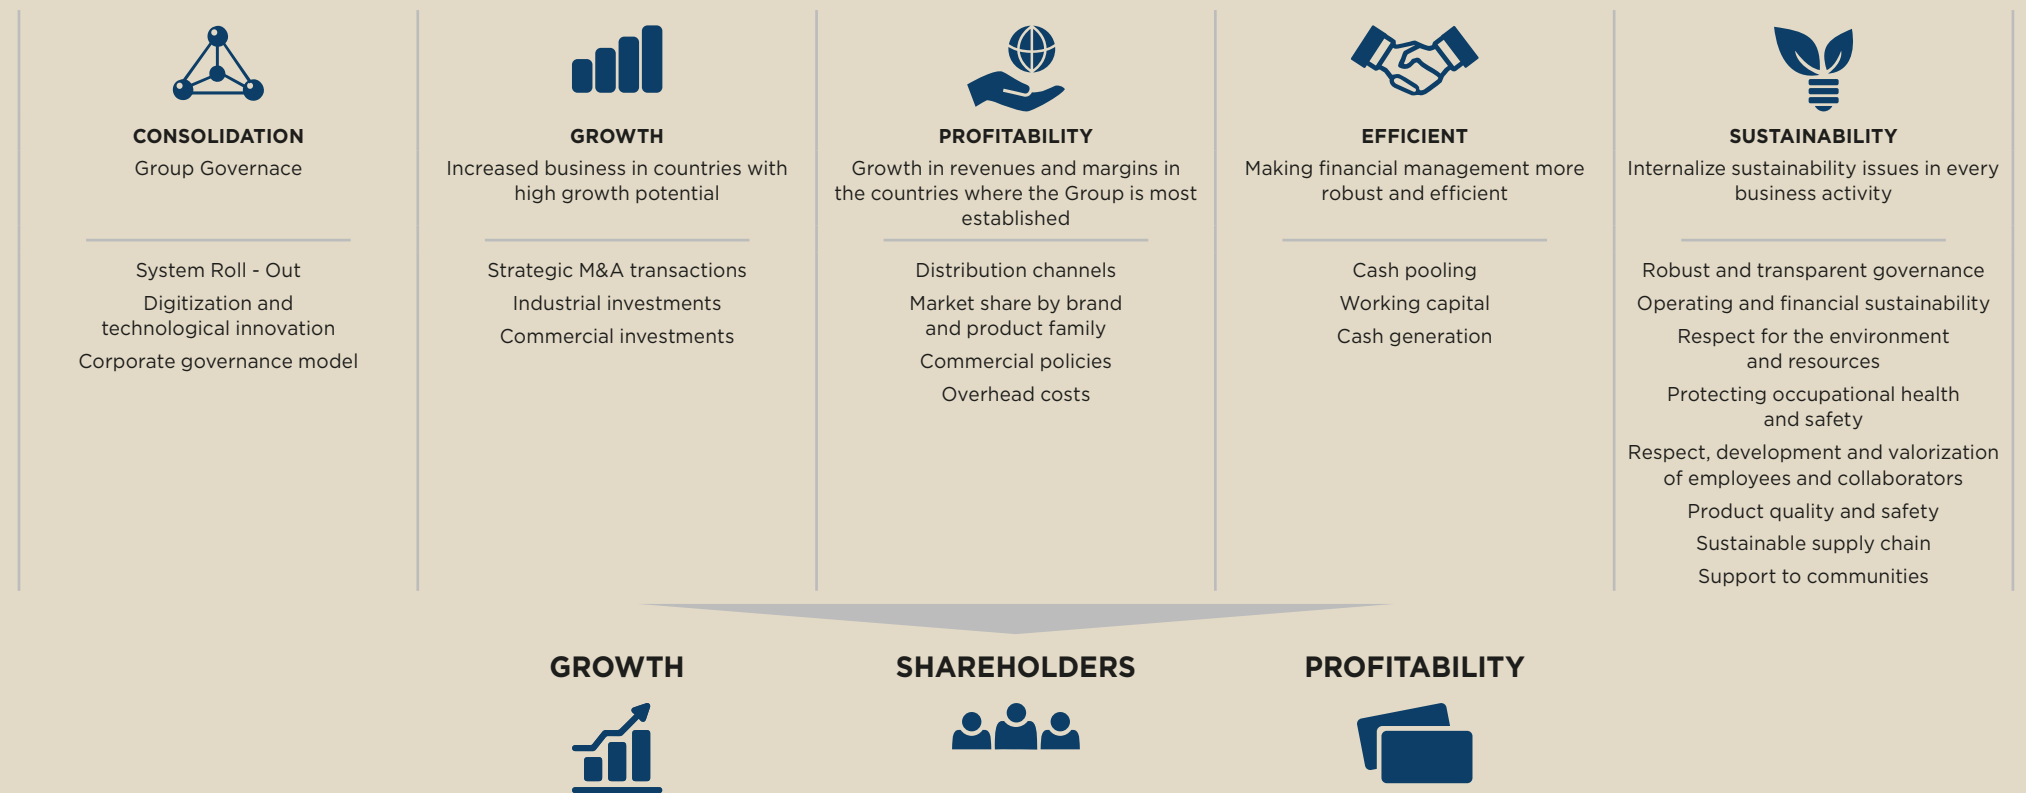 CONSOLIDATION
Group Governace
System Roll - Out
Digitization and
technological innovation
Corporate governance model
GROWTH
Increased business in countries with
high growth potential
Strategic M&A transactions
Industrial investments
Commercial investments
PROFITABILITY
Growth in revenues and margins in
the countries where the Group is most
established
Distribution channels
Market share by brand
and product family
Commercial policies
Overhead costs
EFFICIENT
Making financial management more
robust and efficient
Cash pooling
Working capital
Cash generation
SUSTAINABILITY
Internalize sustainability issues in every
business activity
Robust and transparent governance
Operating and financial sustainability
Respect for the environment
and resources
Protecting occupational health
and safety
Respect, development and valorization
of employees and collaborators
Product quality and safety
Sustainable supply chain
Support to communities
GROWTH
SHAREHOLDERS
PROFITABILITY